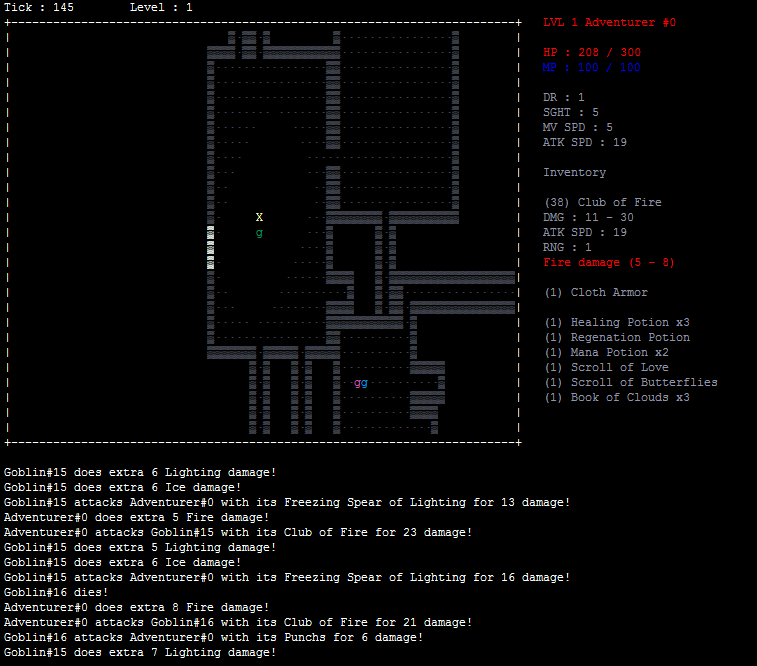 Tick : 145 Level : 1
LVL 1 Adventurer #0
HP : 208 / 300
MP : 100 / 100
DR : 1
SGHT : 5
MV SPD : 5
ATK SPD : 19
Inventory
(38) Club of Fire
DMG : 11 - 30
ATK SPD : 19
RNG : 1
Fire damage (5 - 8)
(1) Cloth Armor
(1) Healing Potion x3
(1) Regenation Potion
(1) Mana Potion x2
(1) Scroll of Love
(1) Scroll of Butterflies
(1) Book of Clouds x3
X
g
gg
Goblin#15 does extra 6 Lighting damage!
Goblin#15 does extra 6 Ice damage!
Goblin#15 attacks Adventurer#0 with its Freezing Spear of Lighting for 13 damage!
Adventurer#0 does extra 5 Fire damage!
Adventurer#0 attacks Goblin#15 with its Club of Fire for 23 damage!
Goblin#15 does extra 5 Lighting damage!
Goblin#15 does extra 6 Ice damage!
Goblin#15 attacks Adventurer#0 with its Freezing Spear of Lighting for 16 damage!
Goblin#16 dies!
Adventurer#0 does extra 8 Fire damage!
Adventurer#0 attacks Goblin#16 with its Club of Fire for 21 damage!
Goblin#16 attacks Adventurer#0 with its Punchs for 6 damage!
Goblin#15 does extra 7 Lighting damage!